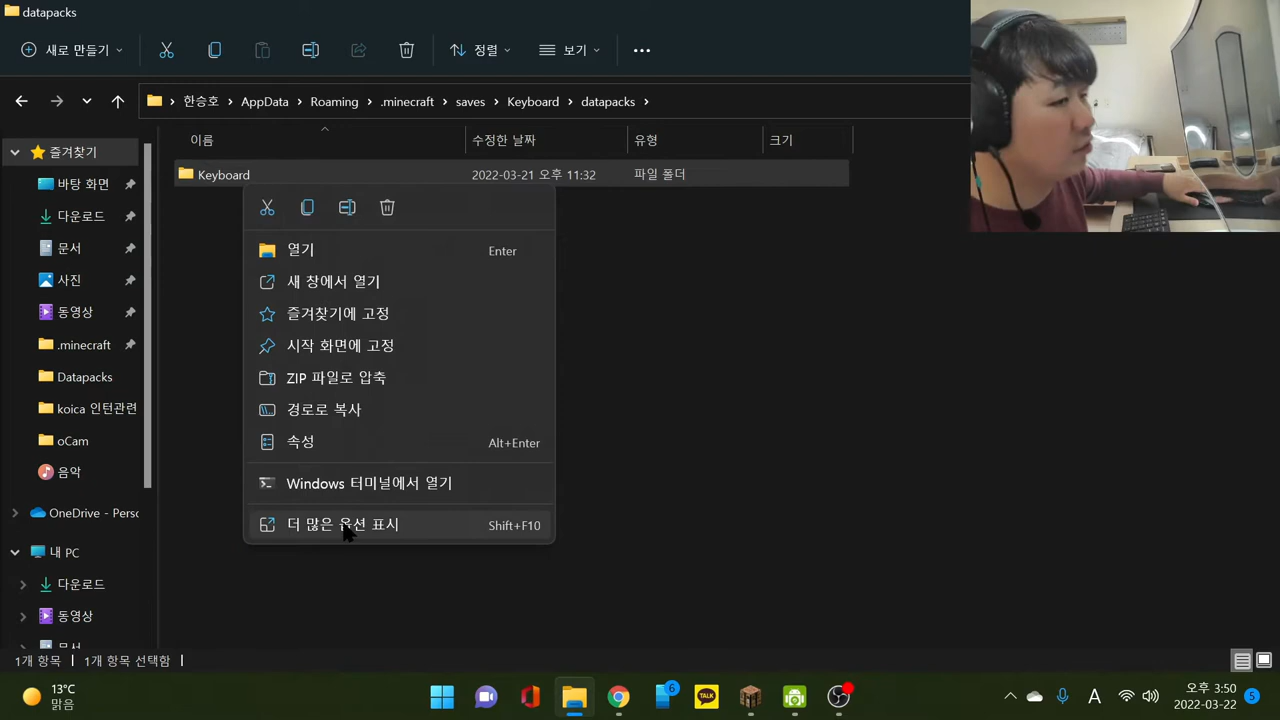 datapacks
새로 만들기
정렬
보기
한승호 > AppData > Roaming > .minecraft > saves > Keyboard > datapacks >
이름 수정한 날짜 유형 크기
Keyboard 2022-03-21 오후 11:32 파일 폴더
즐겨찾기
바탕 화면
다운로드
문서
사진
동영상
.minecraft
Datapacks
koica 인턴관련
oCam
음악
OneDrive - Perso
내 PC
다운로드
동영상
문서
열기 Enter
새 창에서 열기
즐겨찾기에 고정
시작 화면에 고정
ZIP 파일로 압축
경로로 복사
속성 Alt+Enter
Windows 터미널에서 열기
더 많은 옵션 표시 Shift+F10
1개 항목 1개 항목 선택함
13°C
맑음
6
TALK
A
오후 3:50
2022-03-22
5